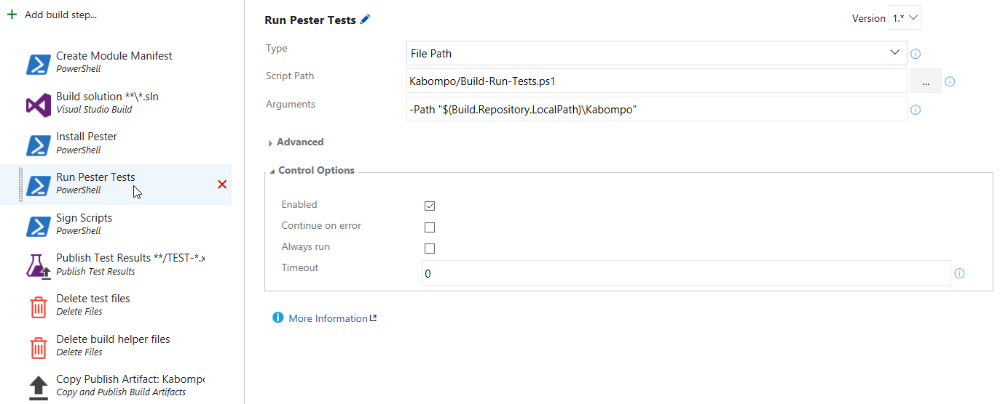 Add build step...
Create Module Manifest
PowerShell
Build solution **\*.sln
Visual Studio Build
Install Pester
PowerShell
Run Pester Tests
PowerShell
Sign Scripts
PowerShell
Publish Test Results **/TEST-*.x
Publish Test Results
Delete test files
Delete Files
Delete build helper files
Delete Files
Copy Publish Artifact: Kabompo
Copy and Publish Build Artifacts
Run Pester Tests
Version 1.*
Type
File Path
Script Path
Kabompo/Build-Run-Tests.ps1
...
Arguments
-Path "$(Build.Repository.LocalPath)\Kabompo"
Advanced
Control Options
Enabled
Continue on error
Always run
Timeout
0
More Information